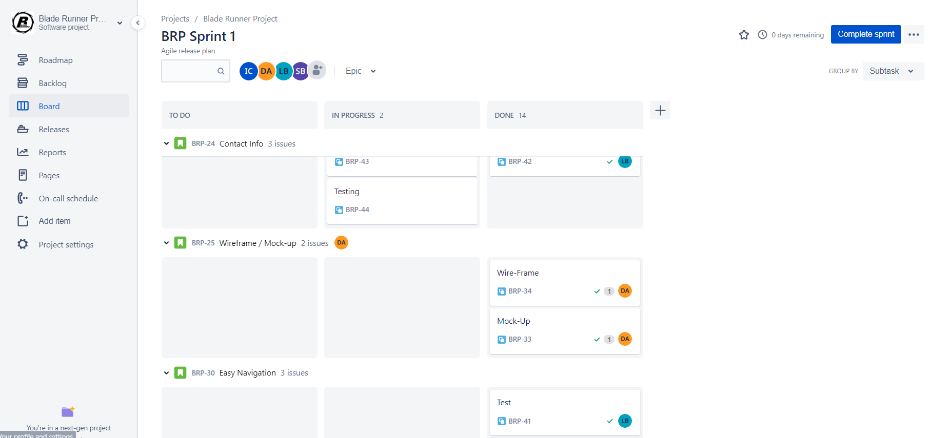 Blade Runner Pr...
Software project
Roadmap
Backlog
Board
Releases
Reports
Pages
On-call schedule
Add item
Project settings
You're in a next-gen project
Projects / Blade Runner Project
BRP Sprint 1
Agile release plan
0 days remaining
Complete sprint
IC DA LB SB
Epic
GROUP BY Subtask
TO DO
IN PROGRESS 2
DONE 14
BRP-24 Contact Info 3 issues
BRP-43
BRP-42 LB
Testing
BRP-44
BRP-25 Wireframe / Mock-up 2 issues DA
Wire-Frame
BRP-34 1 DA
Mock-Up
BRP-33 1 DA
BRP-30 Easy Navigation 3 issues
Test
BRP-41 LB